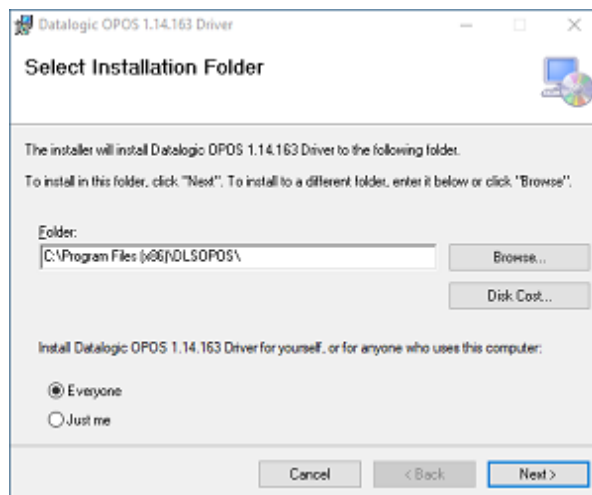 Datalogic OPOS 1.14.163 Driver
Select Installation Folder
The installer will install Datalogic OPOS 1.14.163 Driver to the following folder.
To install in this folder, click "Next". To install to a different folder, enter it below or click "Browse".
Folder:
C:\Program Files (x86)\DLSOPOS\
Browse...
Disk Cost...
Install Datalogic OPOS 1.14.163 Driver for yourself, or for anyone who uses this computer:
Everyone
Just me
Cancel
< Back
Next >